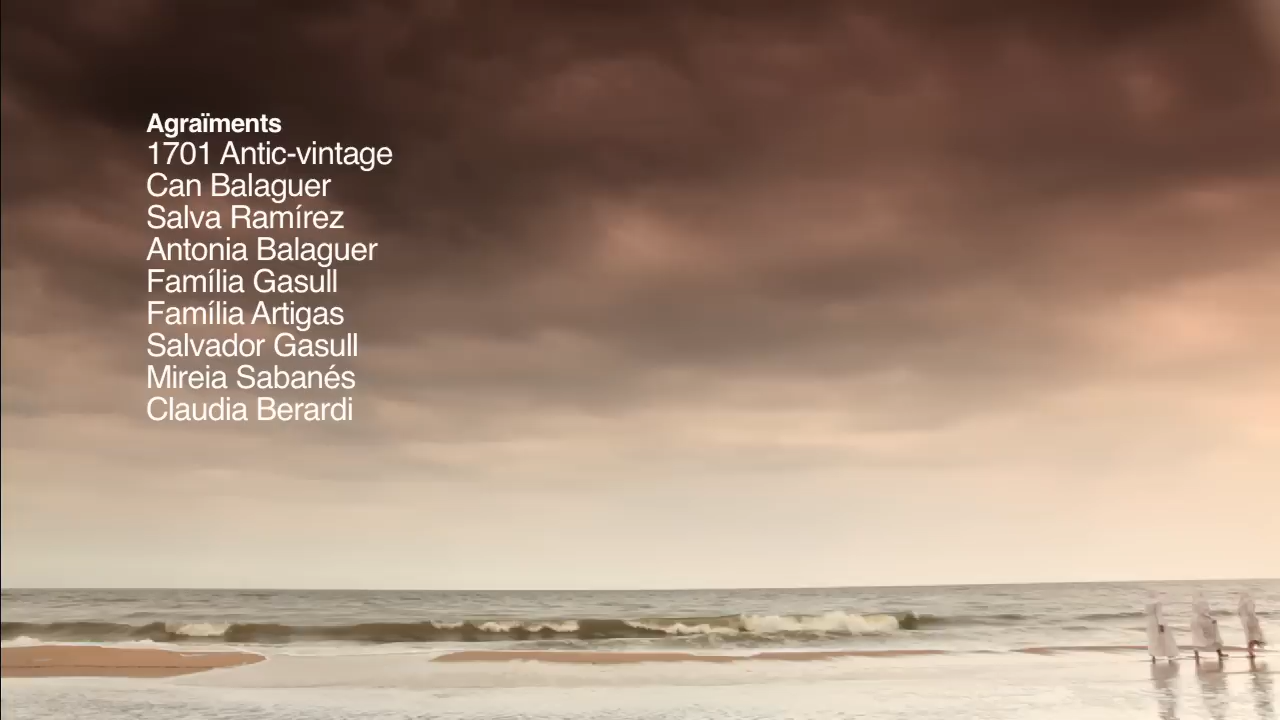 Agraïments
1701 Antic-vintage
Can Balaguer
Salva Ramírez
Antonia Balaguer
Família Gasull
Família Artigas
Salvador Gasull
Mireia Sabanés
Claudia Berardi